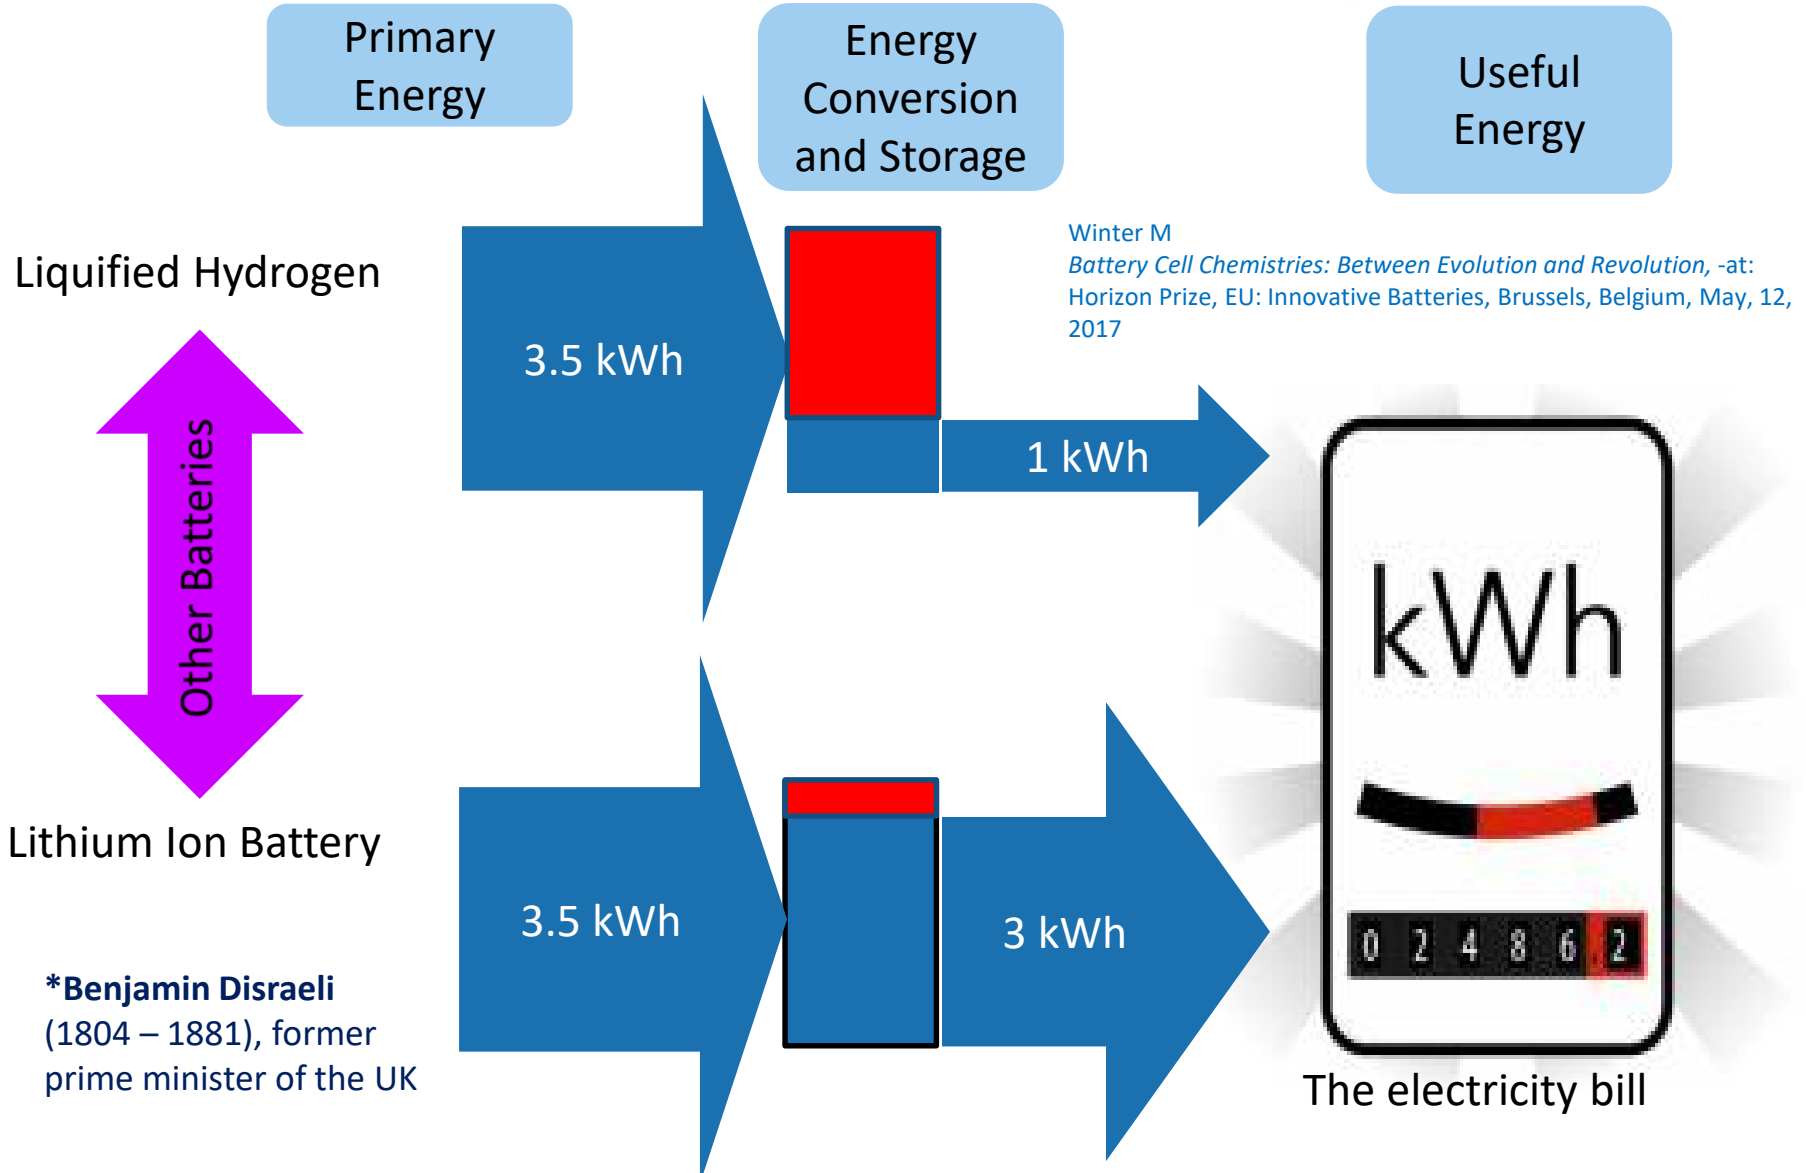 Primary
Energy
Energy
Conversion
and Storage
Useful
Energy
Winter M
Battery Cell Chemistries: Between Evolution and Revolution, -at:
Horizon Prize, EU: Innovative Batteries, Brussels, Belgium, May, 12,
2017
Liquified Hydrogen
3.5 kWh
1 kWh
Other Batteries
kWh
Lithium Ion Battery
3.5 kWh
3 kWh
0 2 4 8 6 2
*Benjamin Disraeli
(1804 – 1881), former
prime minister of the UK
The electricity bill